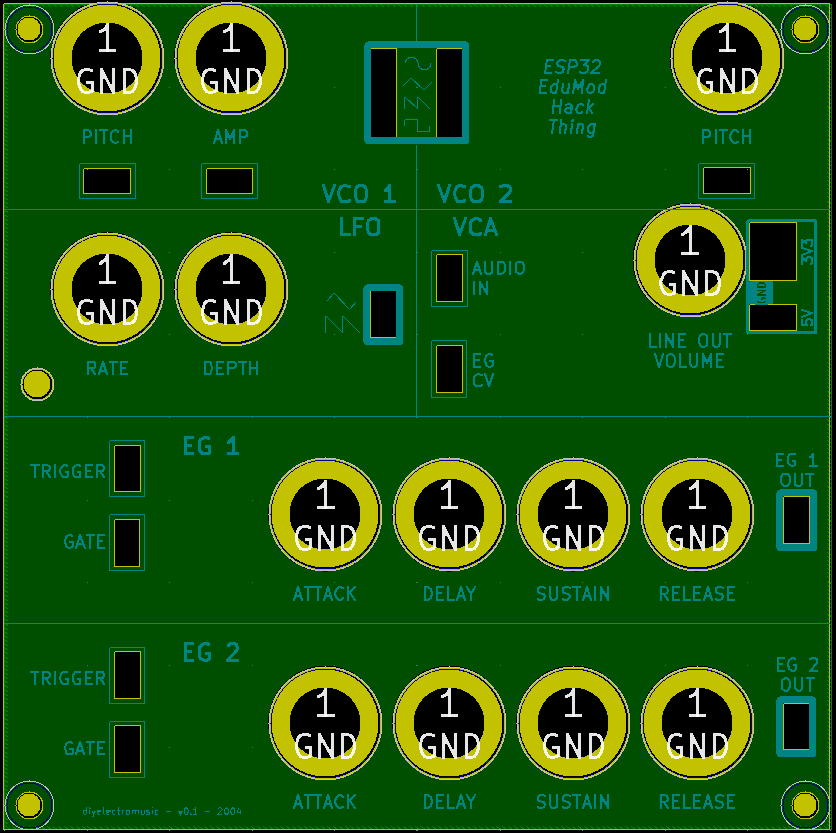 1
GND
PITCH
1
GND
AMP
ESP32
EduMod
Hack
Thing
1
GND
PITCH
VCO 1
VCO 2
LFO
VCA
1
GND
RATE
1
GND
DEPTH
AUDIO
IN
EG
CV
1
GND
LINE OUT
VOLUME
3V3
GND
5V
EG 1
TRIGGER
GATE
1
GND
ATTACK
1
GND
DELAY
1
GND
SUSTAIN
1
GND
RELEASE
EG 1
OUT
EG 2
TRIGGER
GATE
1
GND
ATTACK
1
GND
DELAY
1
GND
SUSTAIN
1
GND
RELEASE
EG 2
OUT
diyelectromusic - v0.1 - 2004